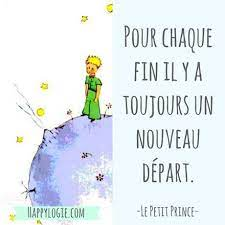 Pour chaque
fin il y a
toujours un
nouveau
départ.
-Le Petit Prince-
Happylogie.com